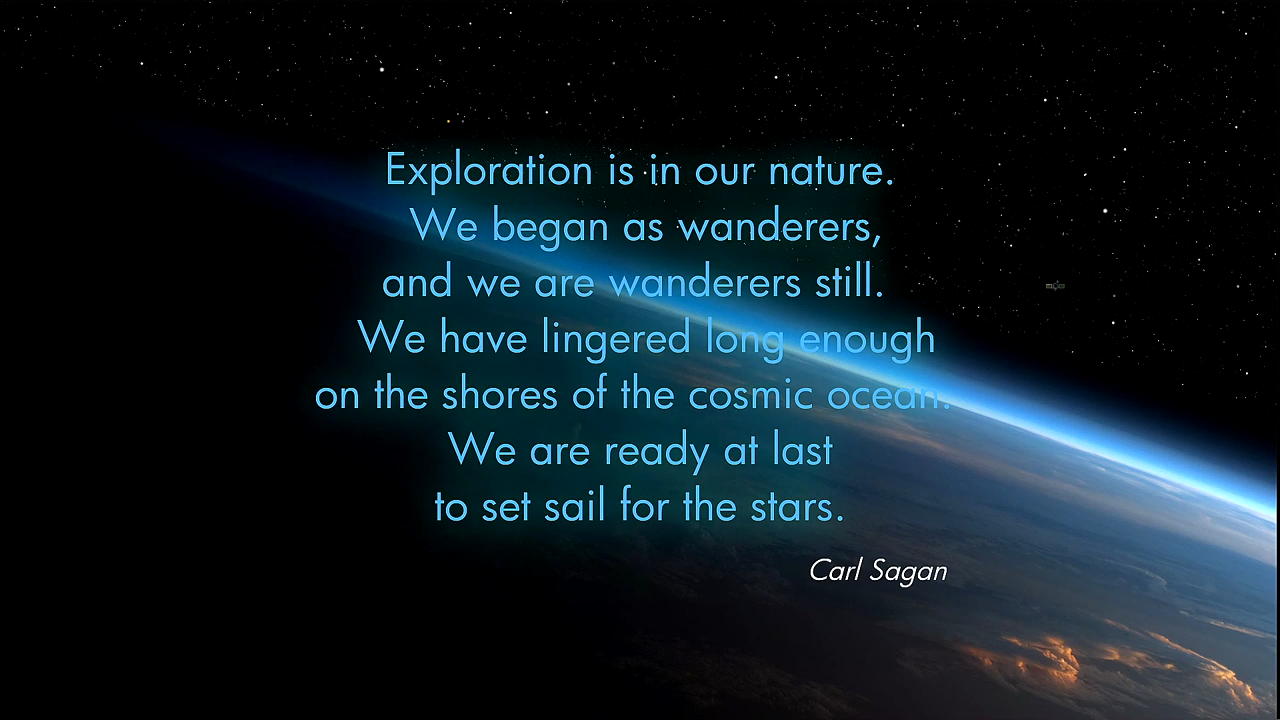 Exploration is in our nature.
We began as wanderers,
and we are wanderers still.
We have lingered long enough
on the shores of the cosmic ocean.
We are ready at last
to set sail for the stars.
Carl Sagan